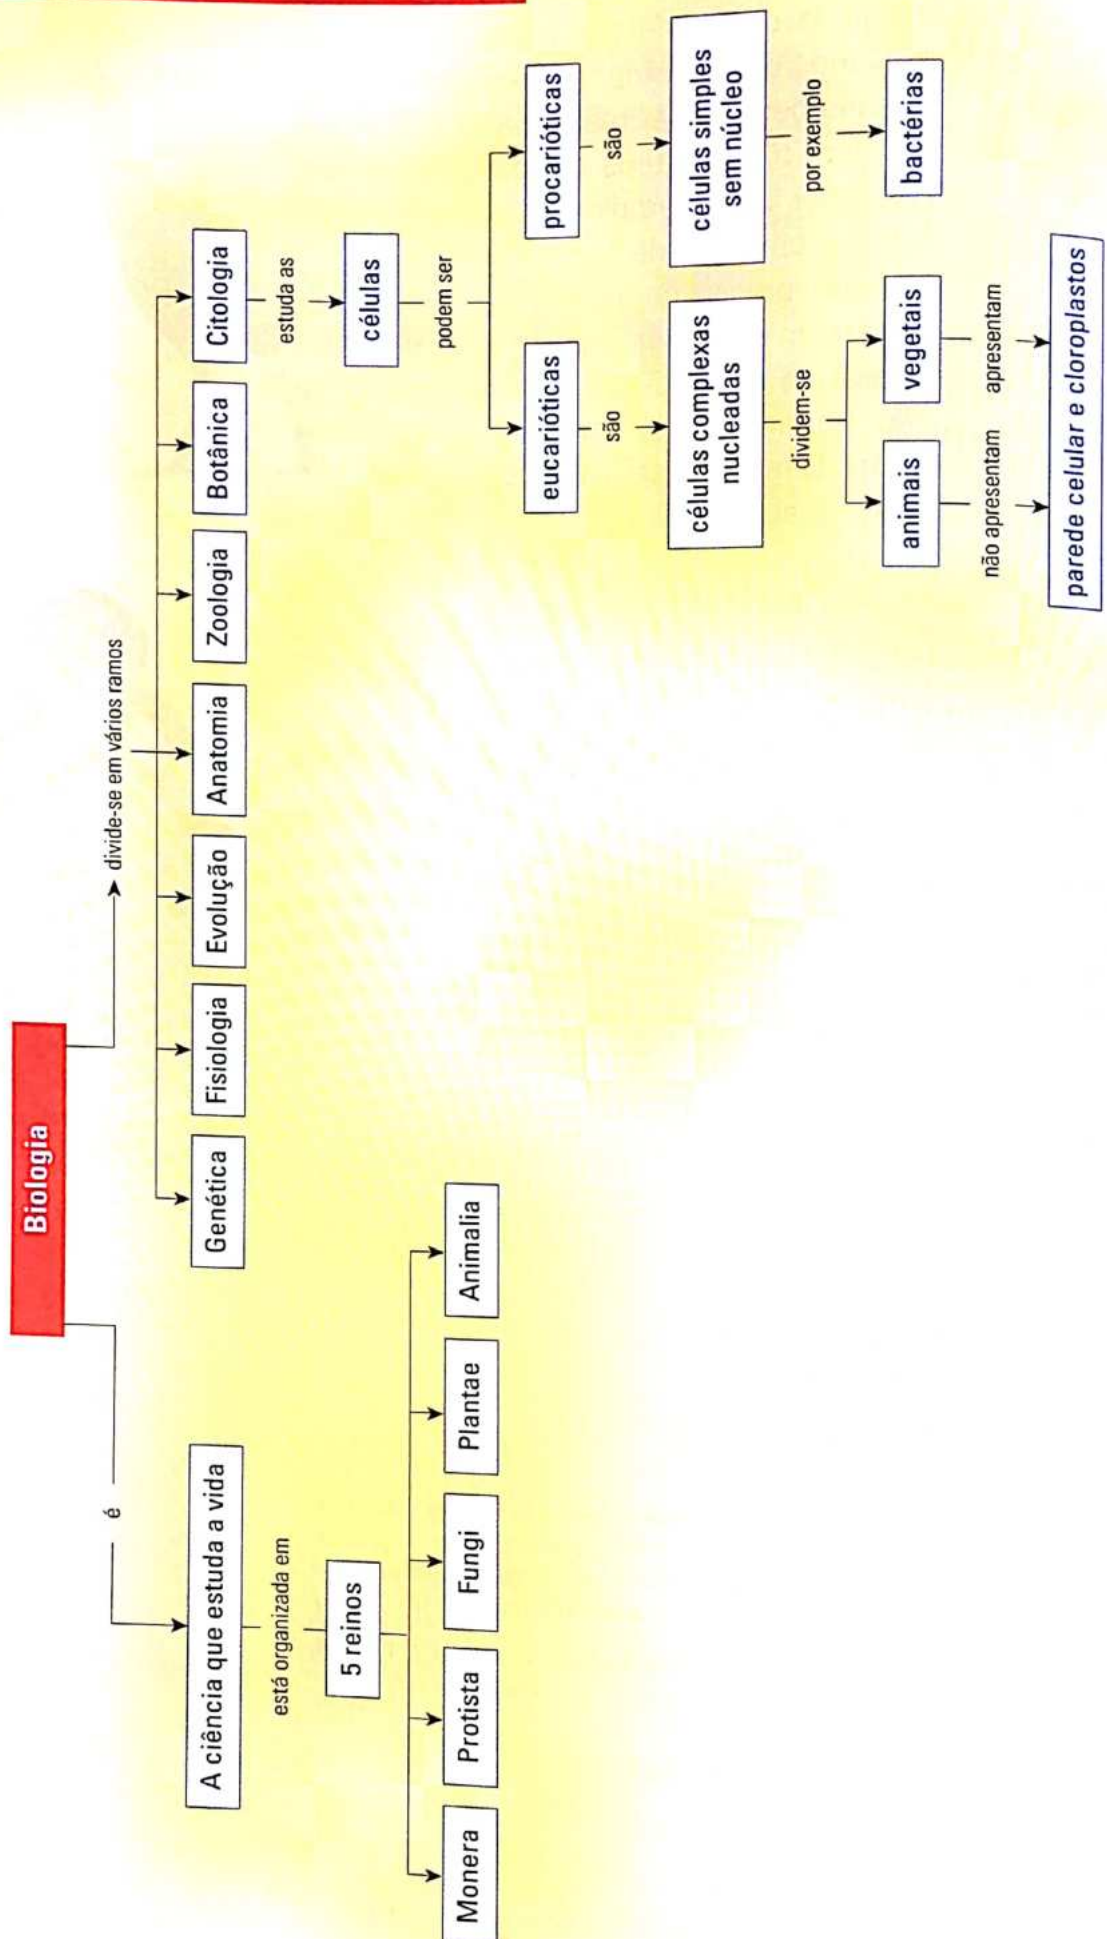 Biologia
é
divide-se em vários ramos
A ciência que estuda a vida
Genética
Fisiologia
Evolução
Anatomia
Zoologia
Botânica
Citologia
está organizada em
estuda as
5 reinos
células
Monera
Protista
Fungi
Plantae
Animalia
podem ser
eucarióticas
procarióticas
são
são
células complexas
nucleadas
células simples
sem núcleo
dividem-se
por exemplo
animais
vegetais
bactérias
não apresentam
apresentam
parede celular e cloroplastos